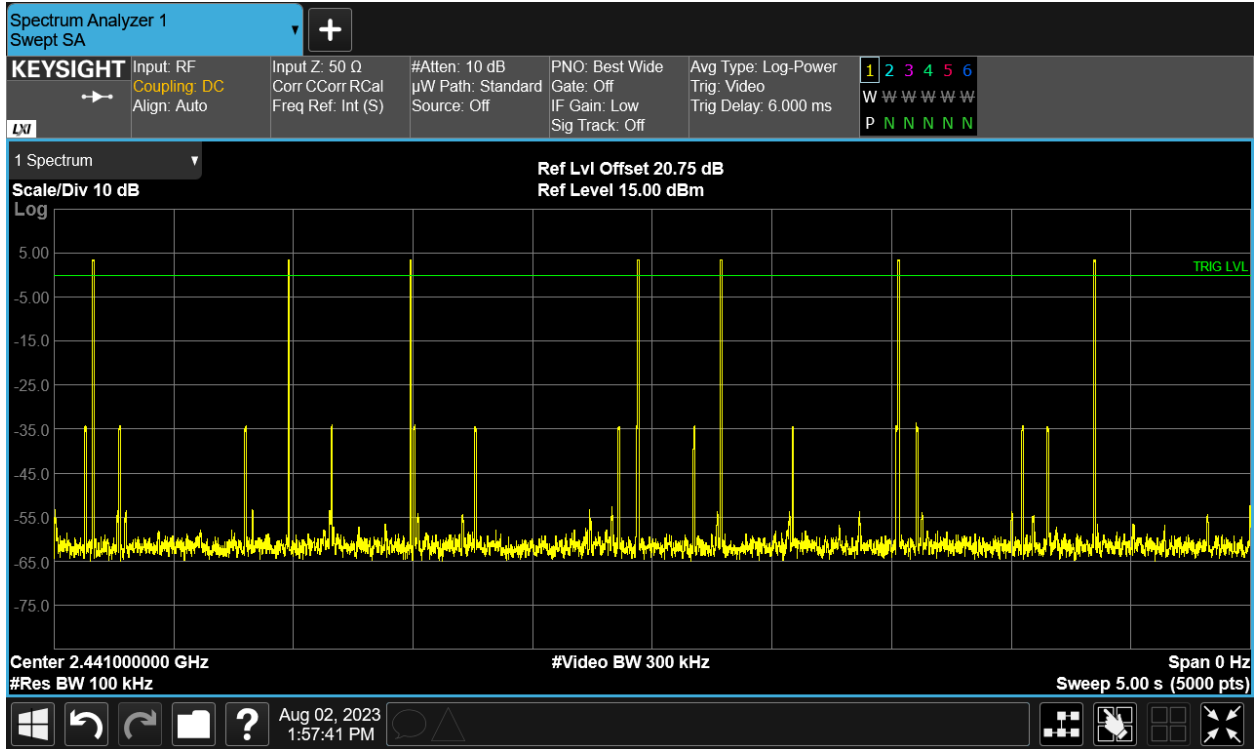 Spectrum Analyzer 1
Swept SA
KEYSIGHT
LXI
Input: RF
Coupling: DC
Align: Auto
Input Z: 50 Ω
Corr CCorr RCal
Freq Ref: Int (S)
#Atten: 10 dB
µW Path: Standard
Source: Off
PNO: Best Wide
Gate: Off
IF Gain: Low
Sig Track: Off
Avg Type: Log-Power
Trig: Video
Trig Delay: 6.000 ms
1 2 3 4 5 6
W W W W W W
P N N N N N
1 Spectrum
Ref Lvl Offset 20.75 dB
Scale/Div 10 dB
Ref Level 15.00 dBm
Log
5.00
TRIG LVL
-5.00
-15.0
-25.0
-35.0
-45.0
-55.0
-65.0
-75.0
Center 2.441000000 GHz
#Video BW 300 kHz
Span 0 Hz
#Res BW 100 kHz
Sweep 5.00 s (5000 pts)
?
Aug 02, 2023
1:57:41 PM